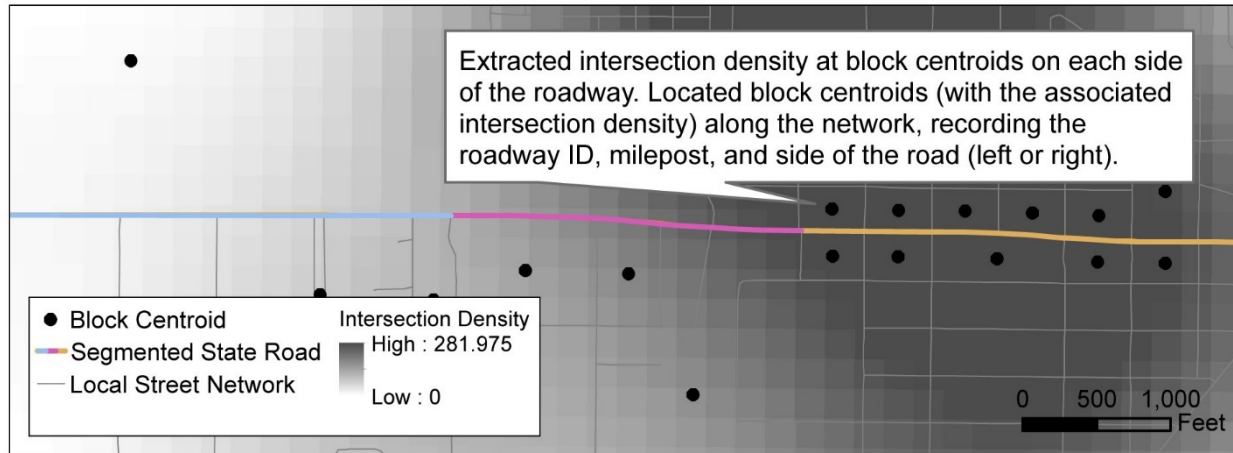 Extracted intersection density at block centroids on each side
of the roadway. Located block centroids (with the associated
intersection density) along the network, recording the
roadway ID, milepost, and side of the road (left or right).
Block Centroid
Segmented State Road
Local Street Network
Intersection Density
High : 281.975
Low : 0
0 500 1,000
Feet